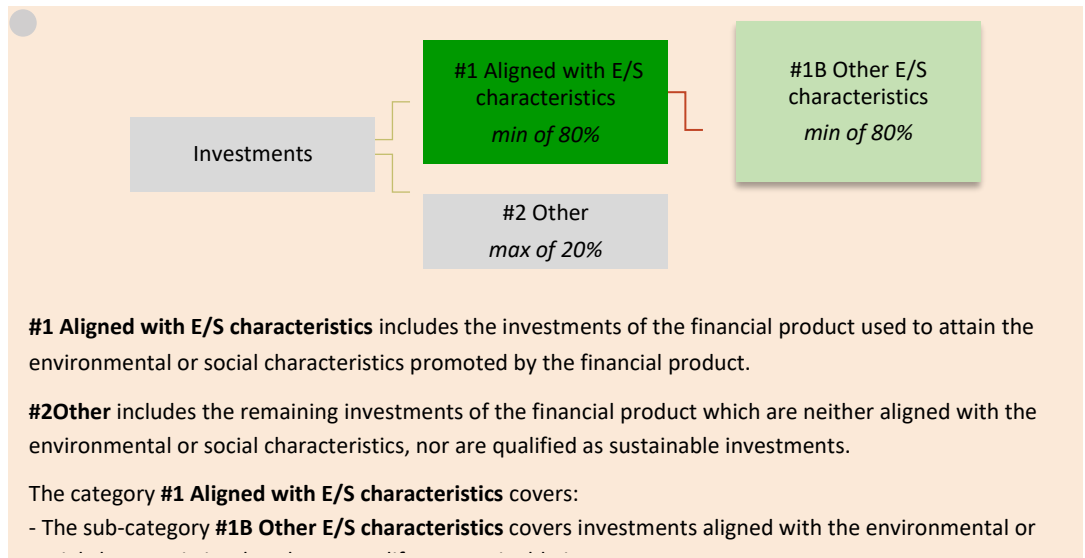 #1 Aligned with E/S
characteristics
min of 80%
#1B Other E/S
characteristics
min of 80%
Investments
#2 Other
max of 20%
#1 Aligned with E/S characteristics includes the investments of the financial product used to attain the
environmental or social characteristics promoted by the financial product.
#2Other includes the remaining investments of the financial product which are neither aligned with the
environmental or social characteristics, nor are qualified as sustainable investments.
The category #1 Aligned with E/S characteristics covers:
- The sub-category #1B Other E/S characteristics covers investments aligned with the environmental or